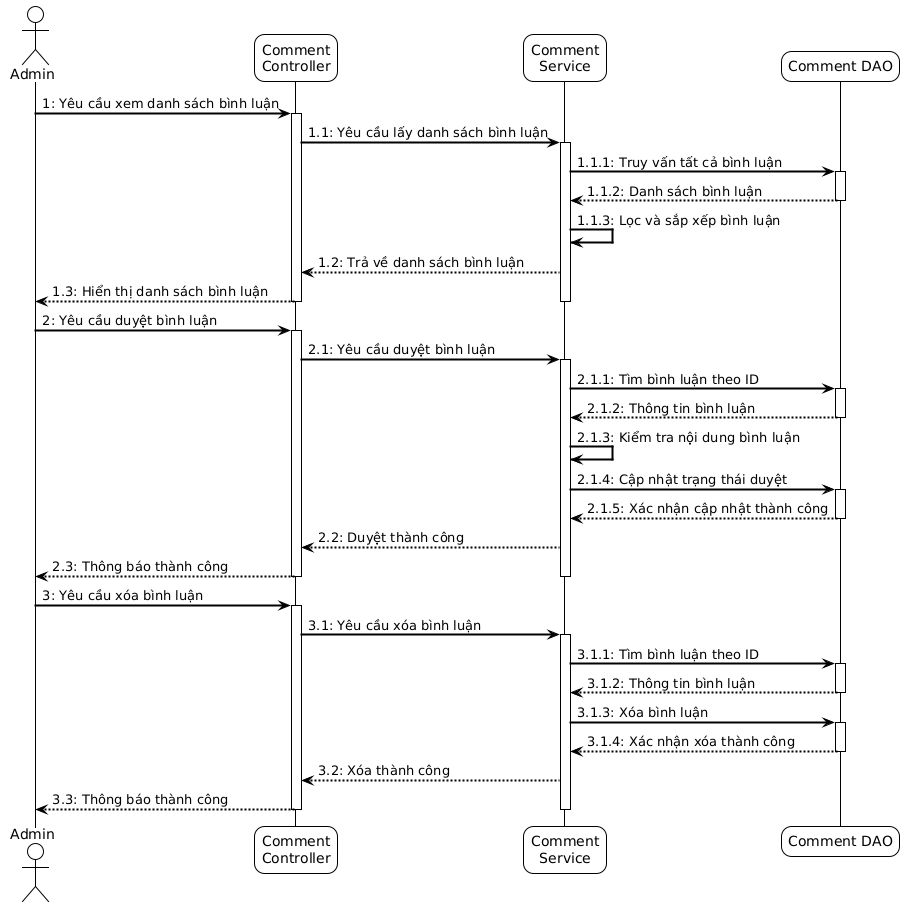 Admin
Comment
Controller
Comment
Service
Comment DAO
1: Yêu cầu xem danh sách bình luận
1.1: Yêu cầu lấy danh sách bình luận
1.1.1: Truy vấn tất cả bình luận
1.1.2: Danh sách bình luận
1.1.3: Lọc và sắp xếp bình luận
1.2: Trả về danh sách bình luận
1.3: Hiển thị danh sách bình luận
2: Yêu cầu duyệt bình luận
2.1: Yêu cầu duyệt bình luận
2.1.1: Tìm bình luận theo ID
2.1.2: Thông tin bình luận
2.1.3: Kiểm tra nội dung bình luận
2.1.4: Cập nhật trạng thái duyệt
2.1.5: Xác nhận cập nhật thành công
2.2: Duyệt thành công
2.3: Thông báo thành công
3: Yêu cầu xóa bình luận
3.1: Yêu cầu xóa bình luận
3.1.1: Tìm bình luận theo ID
3.1.2: Thông tin bình luận
3.1.3: Xóa bình luận
3.1.4: Xác nhận xóa thành công
3.2: Xóa thành công
3.3: Thông báo thành công
Admin
Comment
Controller
Comment
Service
Comment DAO